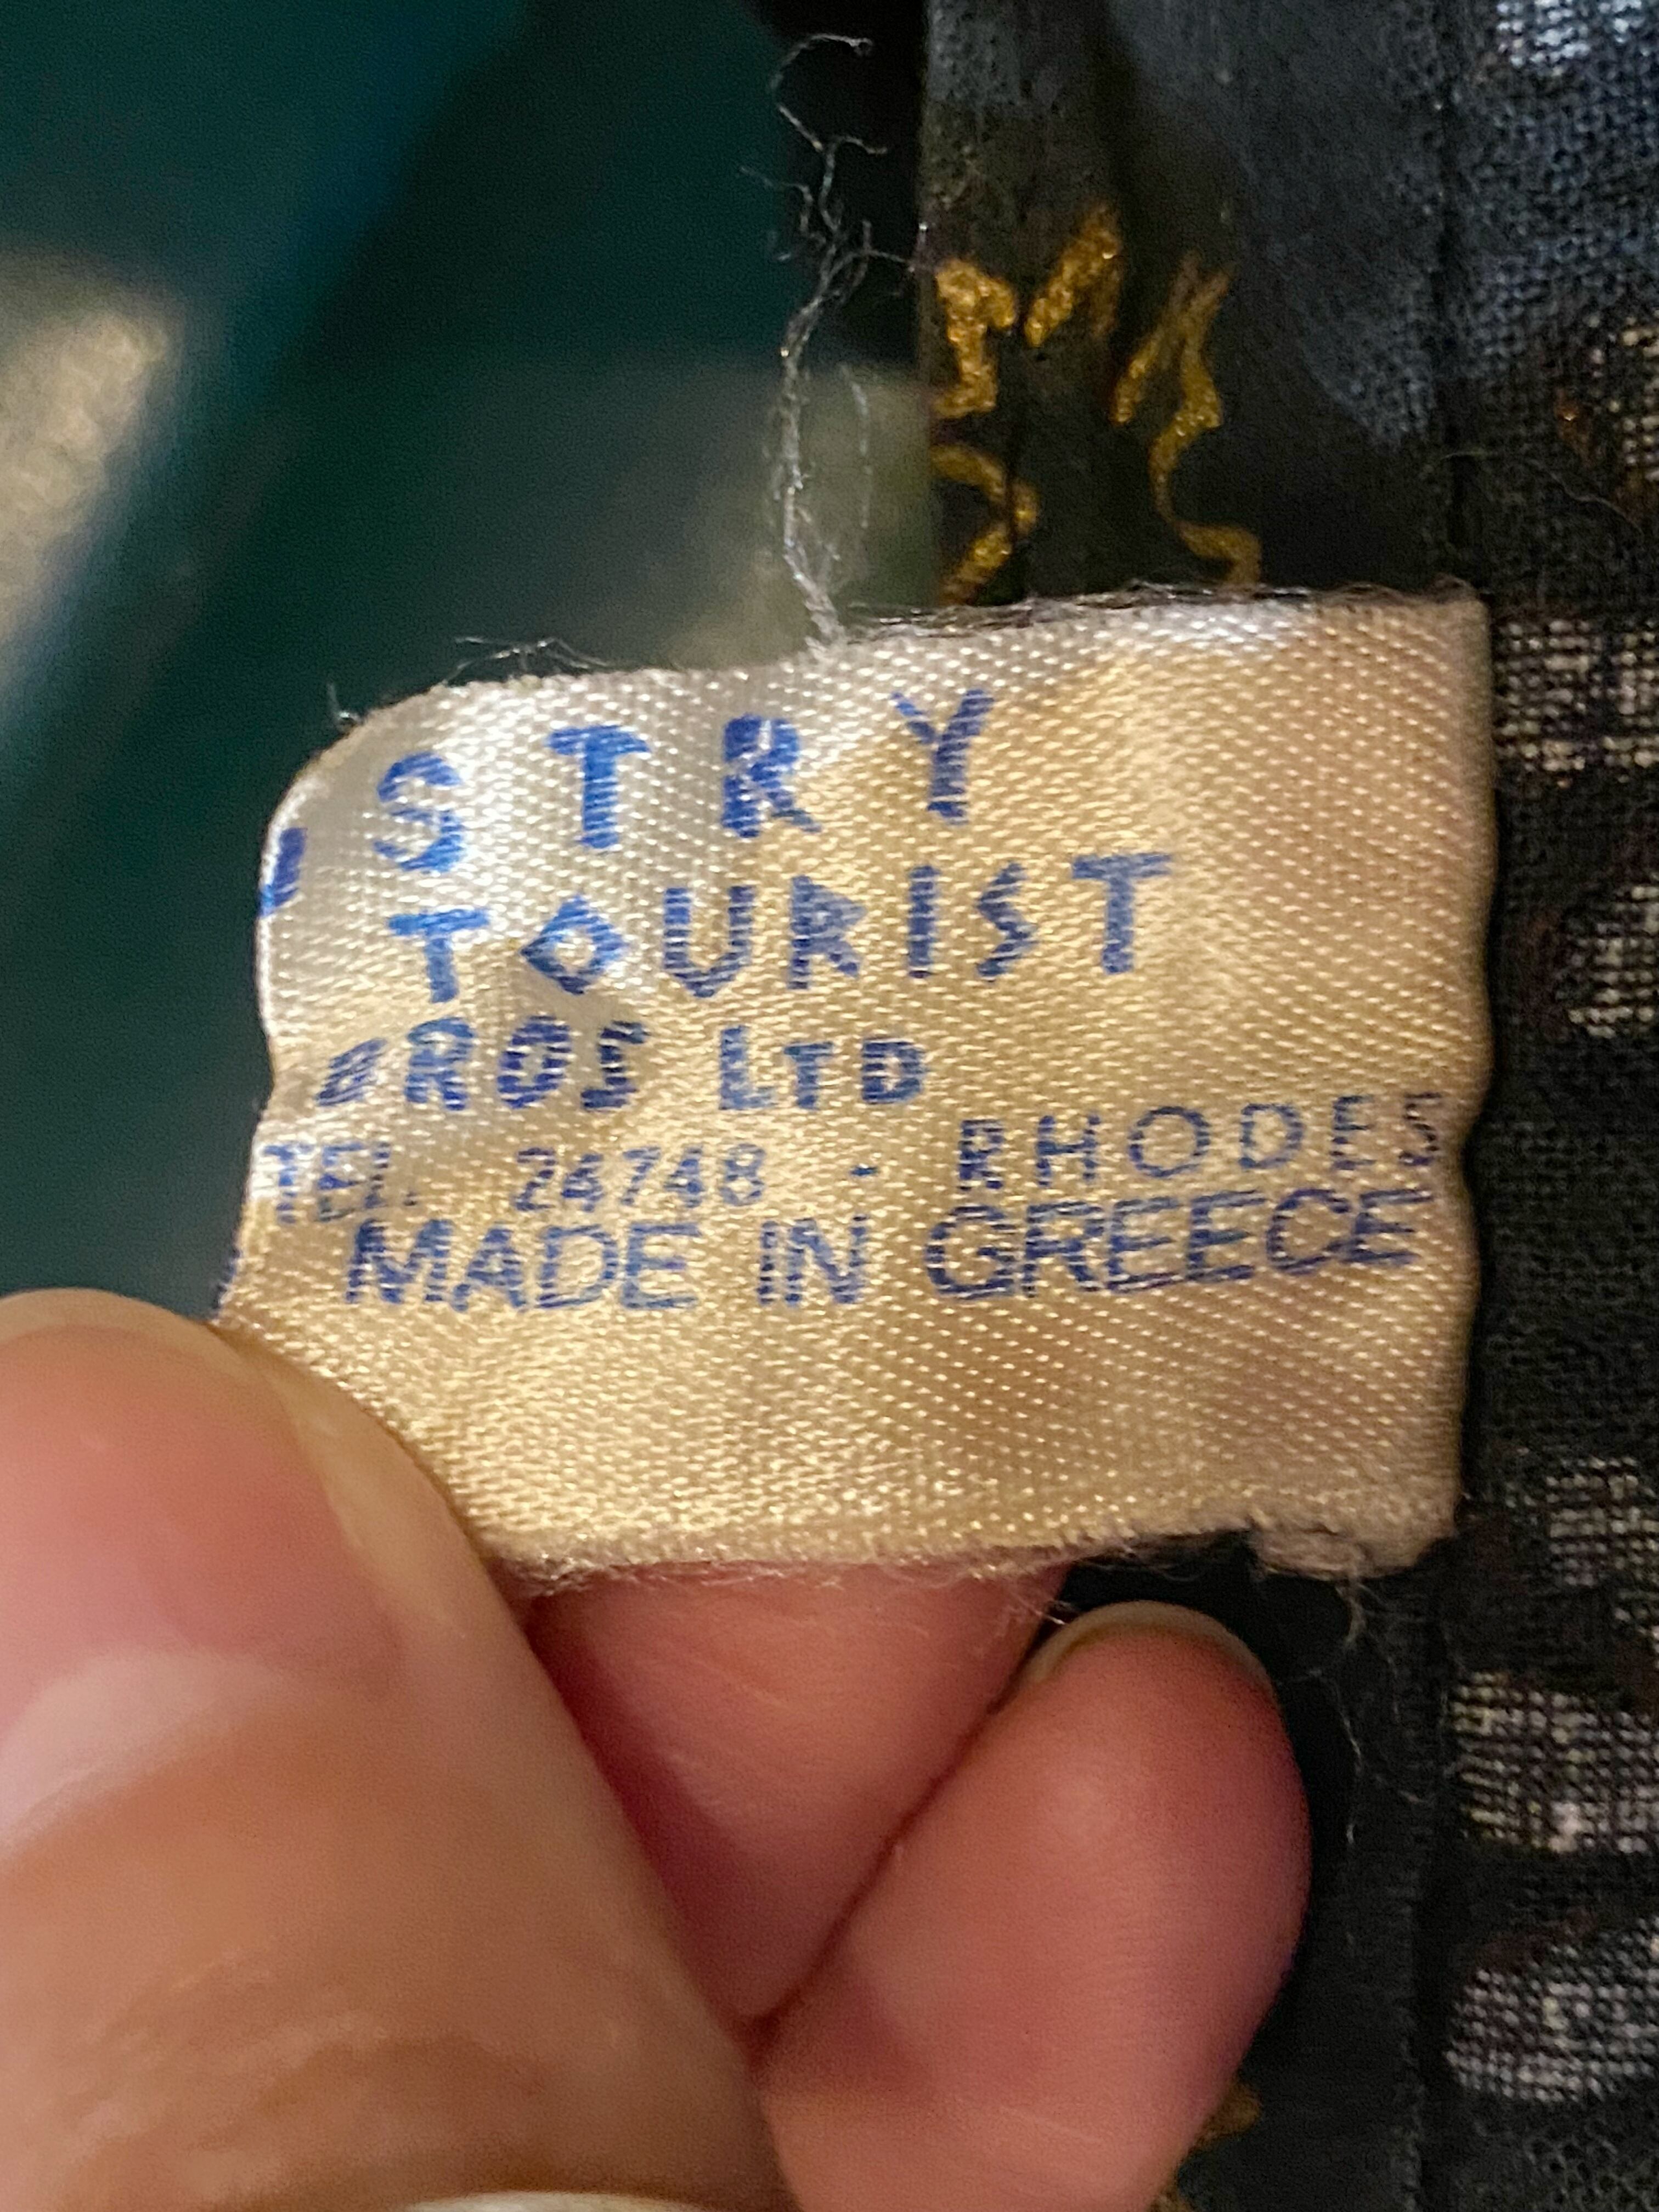 STRY
TOURIST
BROS LTD
TEL. 24748 - RHODES
MADE IN GREECE